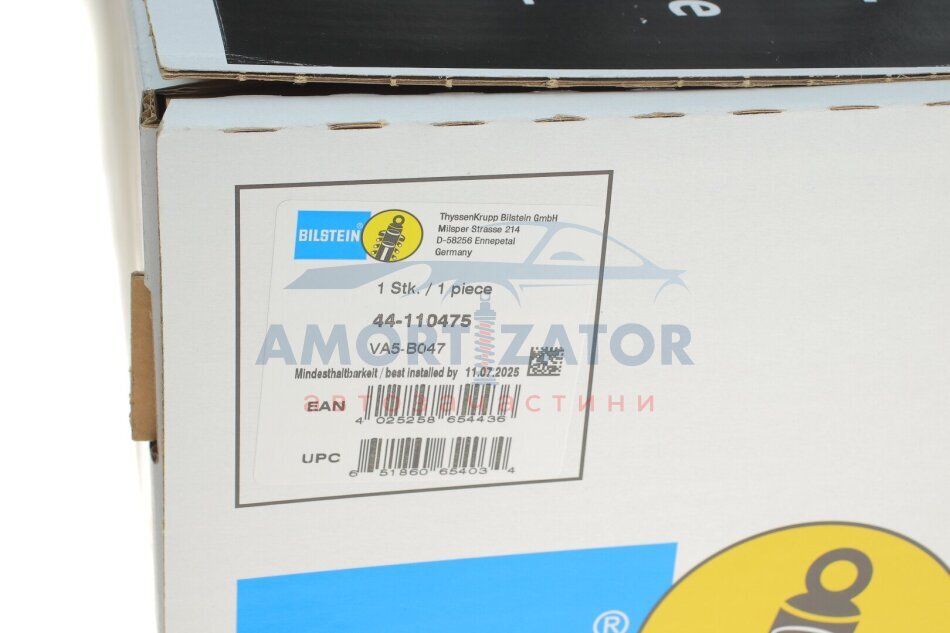 e
BILSTEIN
ThyssenKrupp Bilstein GmbH
Milsper Strasse 214
D-58256 Ennepetal
Germany
1 Stk. / 1 piece
44-110475
VA5-B047
AMORTIZATOR
Mindesthaltbarkeit / best installed by 11.07.2025
автозапчастини
EAN
4 025258 654436
UPC
6 51860 65403 4
®